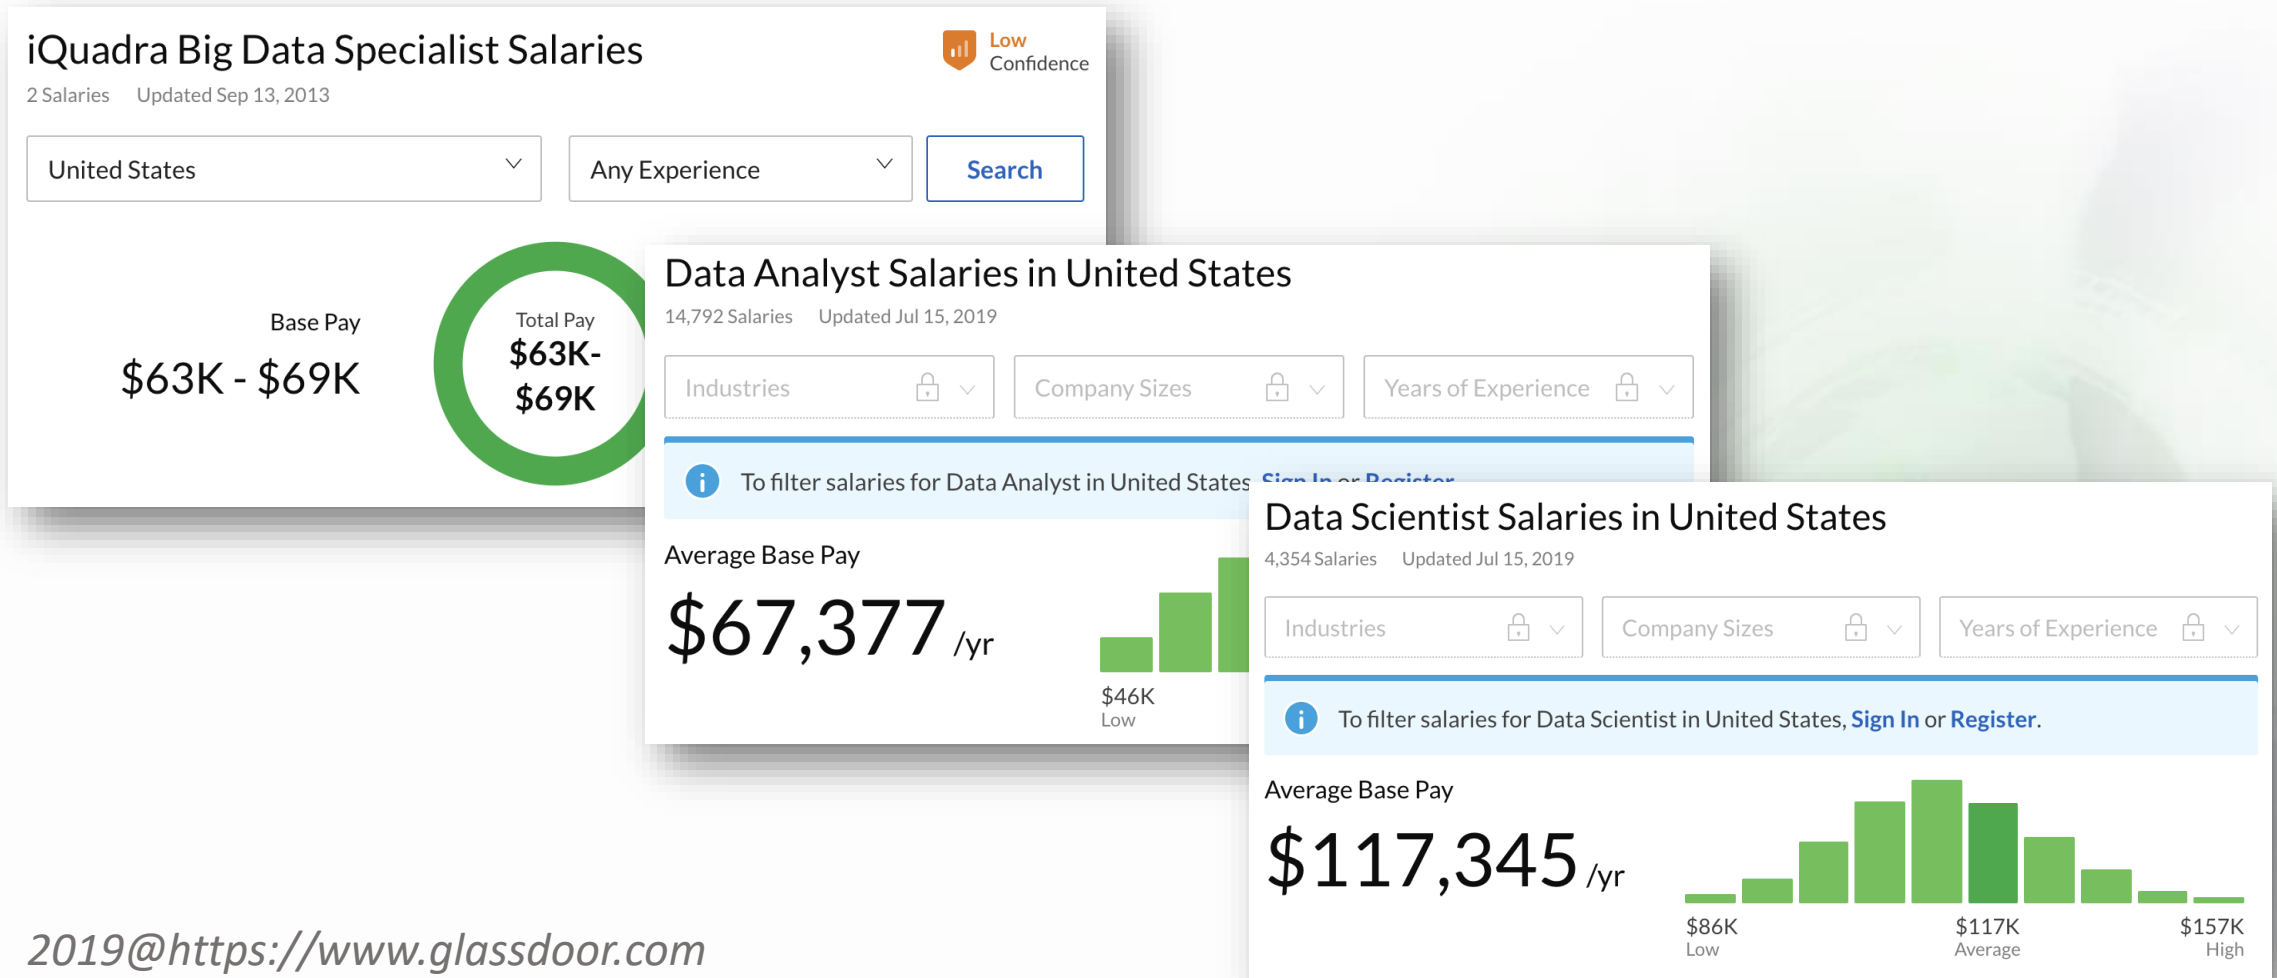 iQuadra Big Data Specialist Salaries
Low
Confidence
2 Salaries Updated Sep 13, 2013
United States
Any Experience
Search
Base Pay
$63K - $69K
Total Pay
$63K-
$69K
Data Analyst Salaries in United States
14,792 Salaries Updated Jul 15, 2019
Industries
Company Sizes
Years of Experience
To filter salaries for Data Analyst in United States, Sign In or Register
Average Base Pay
$67,377 /yr
$46K
Low
Data Scientist Salaries in United States
4,354 Salaries Updated Jul 15, 2019
Industries
Company Sizes
Years of Experience
To filter salaries for Data Scientist in United States, Sign In or Register.
Average Base Pay
$117,345 /yr
$86K
Low
$117K
Average
$157K
High
2019@https://www.glassdoor.com